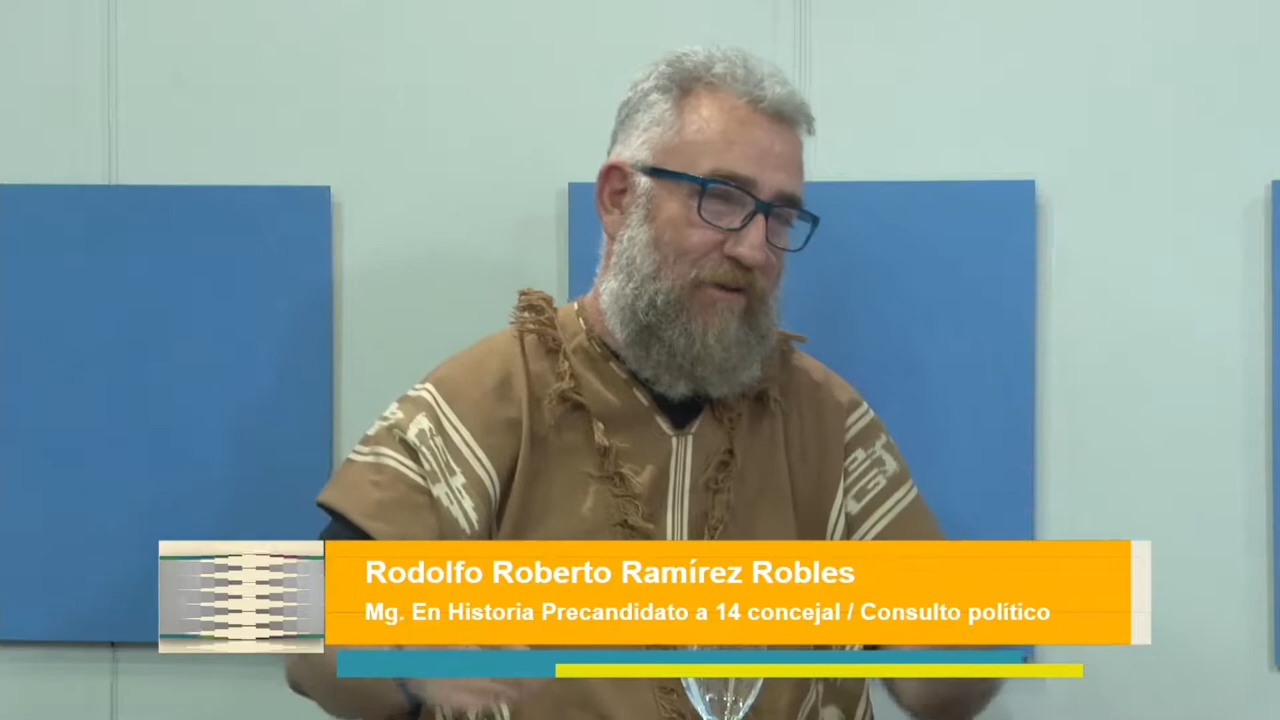 Rodolfo Roberto Ramírez Robles
Mg. En Historia Precandidato a 14 concejal / Consulto político